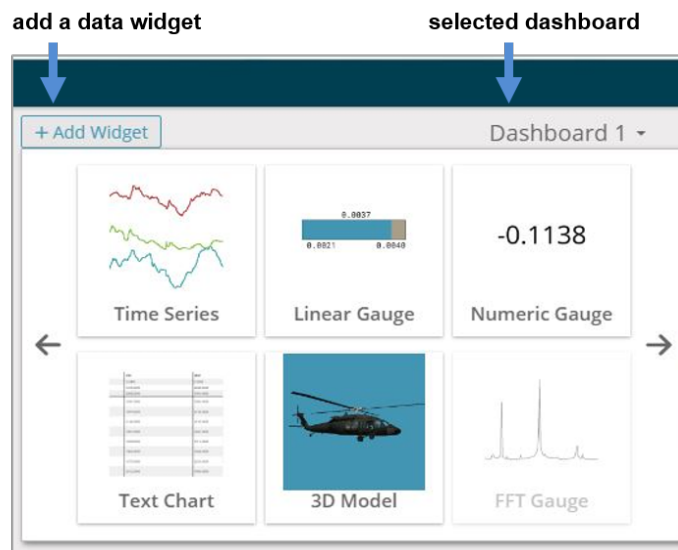 add a data widget
selected dashboard
+ Add Widget
Dashboard 1
0.0037
0.0021
0.0040
-0.1138
Time Series
Linear Gauge
Numeric Gauge
Text Chart
3D Model
FFT Gauge